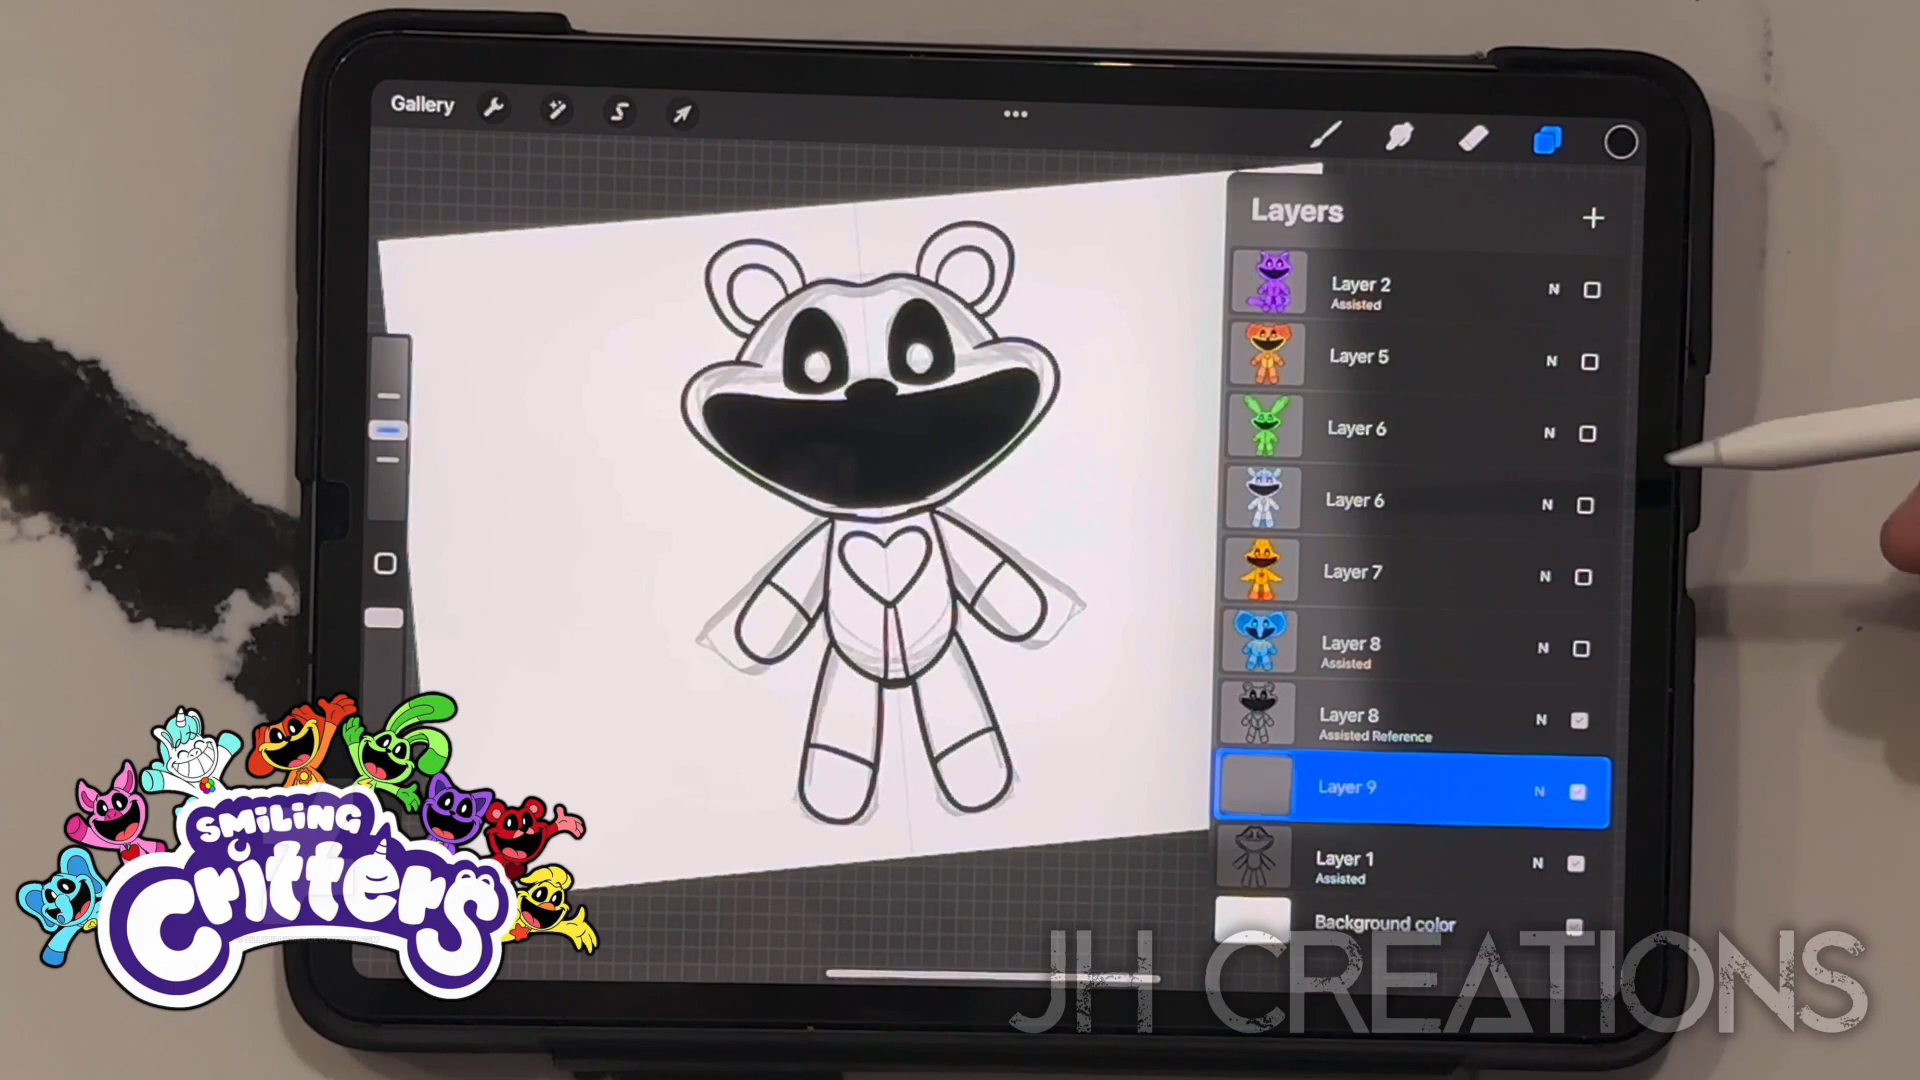 Gallery
Layers
N
Layer 2
Assisted
N
Layer 5
N
Layer 6
N
Layer 6
N
Layer 7
N
Layer 8
Assisted
N
Layer 8
Assisted Reference
N
Layer 9
N
Layer 1
Assisted
N
Background color
SMiLiNG
Critters
JH CREATIONS